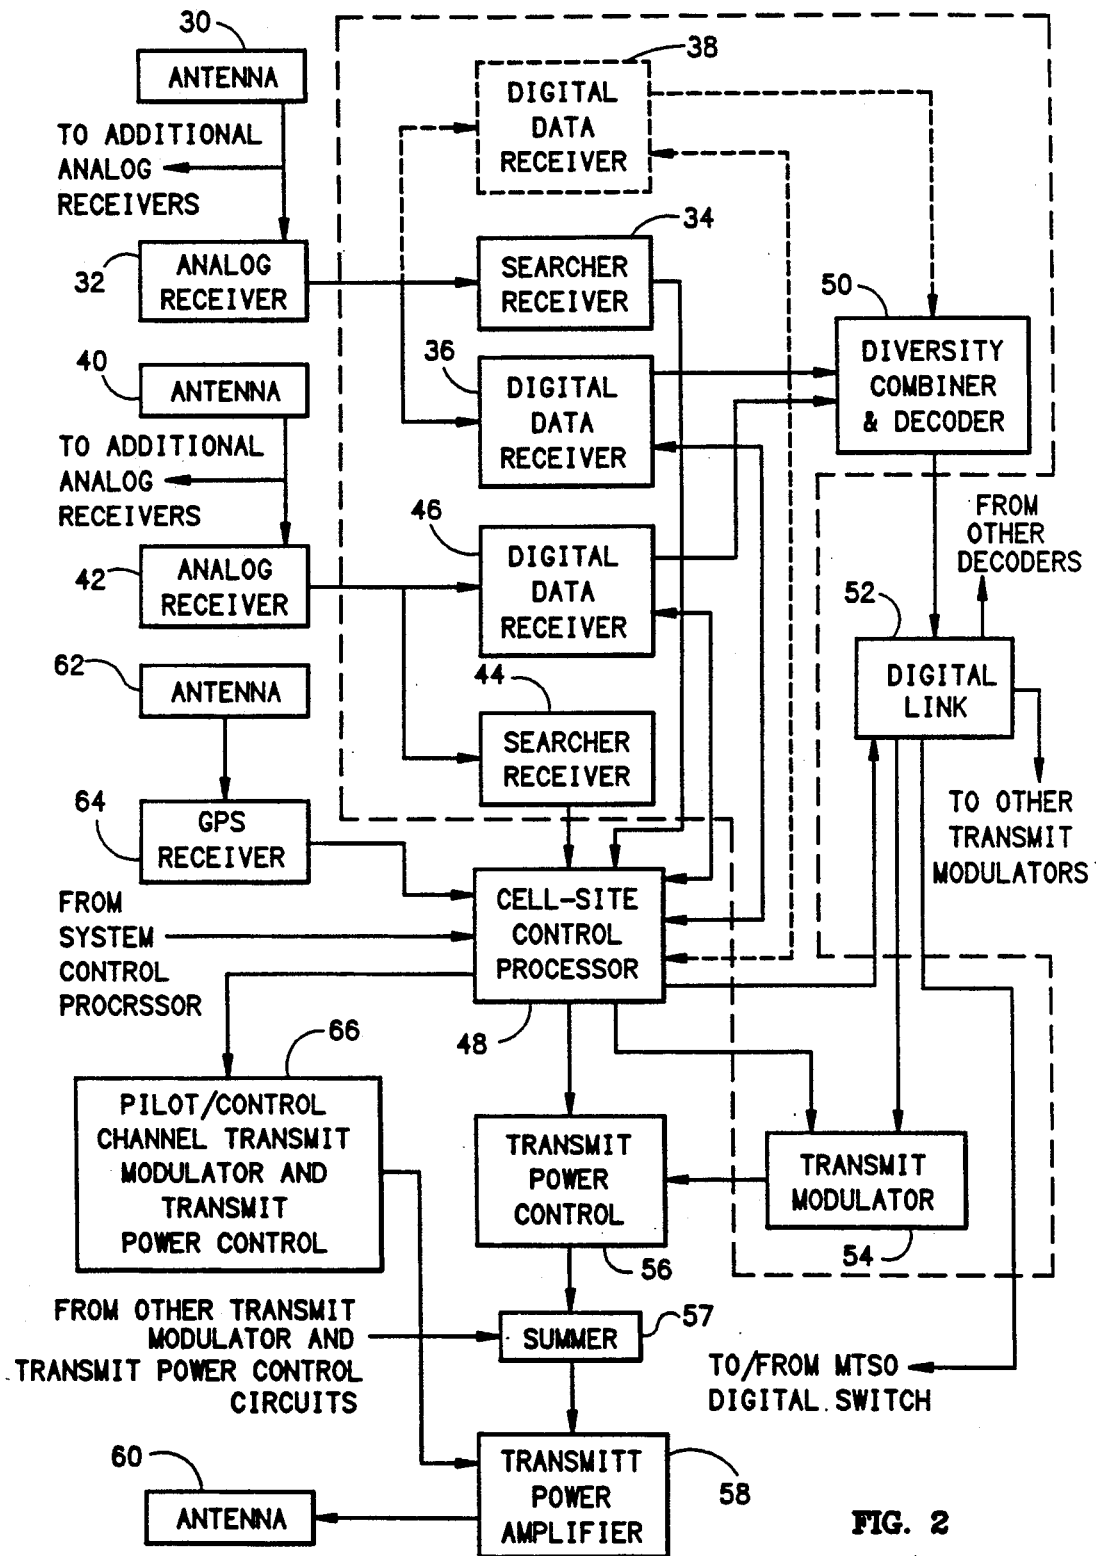 30
ANTENNA
TO ADDITIONAL
ANALOG
RECEIVERS
32
ANALOG
RECEIVER
40
ANTENNA
TO ADDITIONAL
ANALOG
RECEIVERS
42
ANALOG
RECEIVER
62
ANTENNA
64
GPS
RECEIVER
FROM
SYSTEM
CONTROL
PROCRSSOR
38
DIGITAL
DATA
RECEIVER
34
SEARCHER
RECEIVER
36
DIGITAL
DATA
RECEIVER
46
DIGITAL
DATA
RECEIVER
44
SEARCHER
RECEIVER
CELL-SITE
CONTROL
PROCESSOR
48
50
DIVERSITY
COMBINER
& DECODER
FROM
OTHER
DECODERS
52
DIGITAL
LINK
TO OTHER
TRANSMIT
MODULATORS
66
PILOT/CONTROL
CHANNEL TRANSMIT
MODULATOR AND
TRANSMIT
POWER CONTROL
TRANSMIT
POWER
CONTROL
56
TRANSMIT
MODULATOR
54
FROM OTHER TRANSMIT
MODULATOR AND
TRANSMIT POWER CONTROL
CIRCUITS
57
SUMMER
TO/FROM MTSO
DIGITAL SWITCH
60
ANTENNA
TRANSMITT
POWER
AMPLIFIER
58
FIG. 2